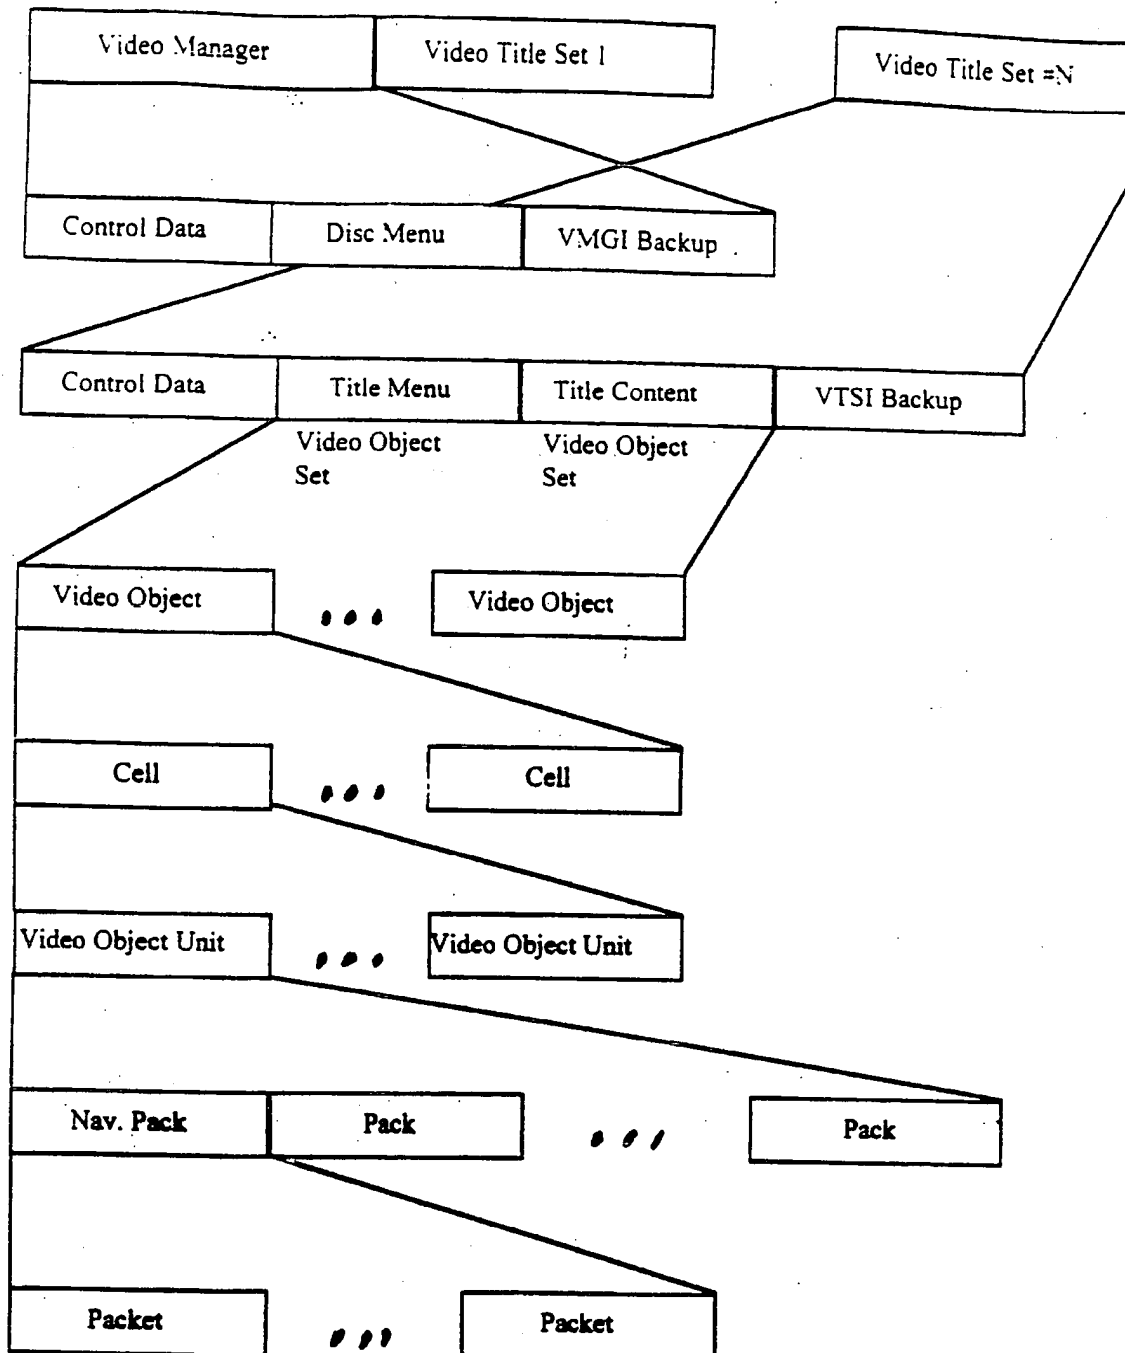 Video Manager
Video Title Set 1
Video Title Set =N
Control Data
Disc Menu
VMGI Backup
Control Data
Title Menu
Title Content
VTSI Backup
Video Object
Set
Video Object
Set
Video Object
Video Object
Cell
Cell
Video Object Unit
Video Object Unit
Nav. Pack
Pack
Pack
Packet
Packet